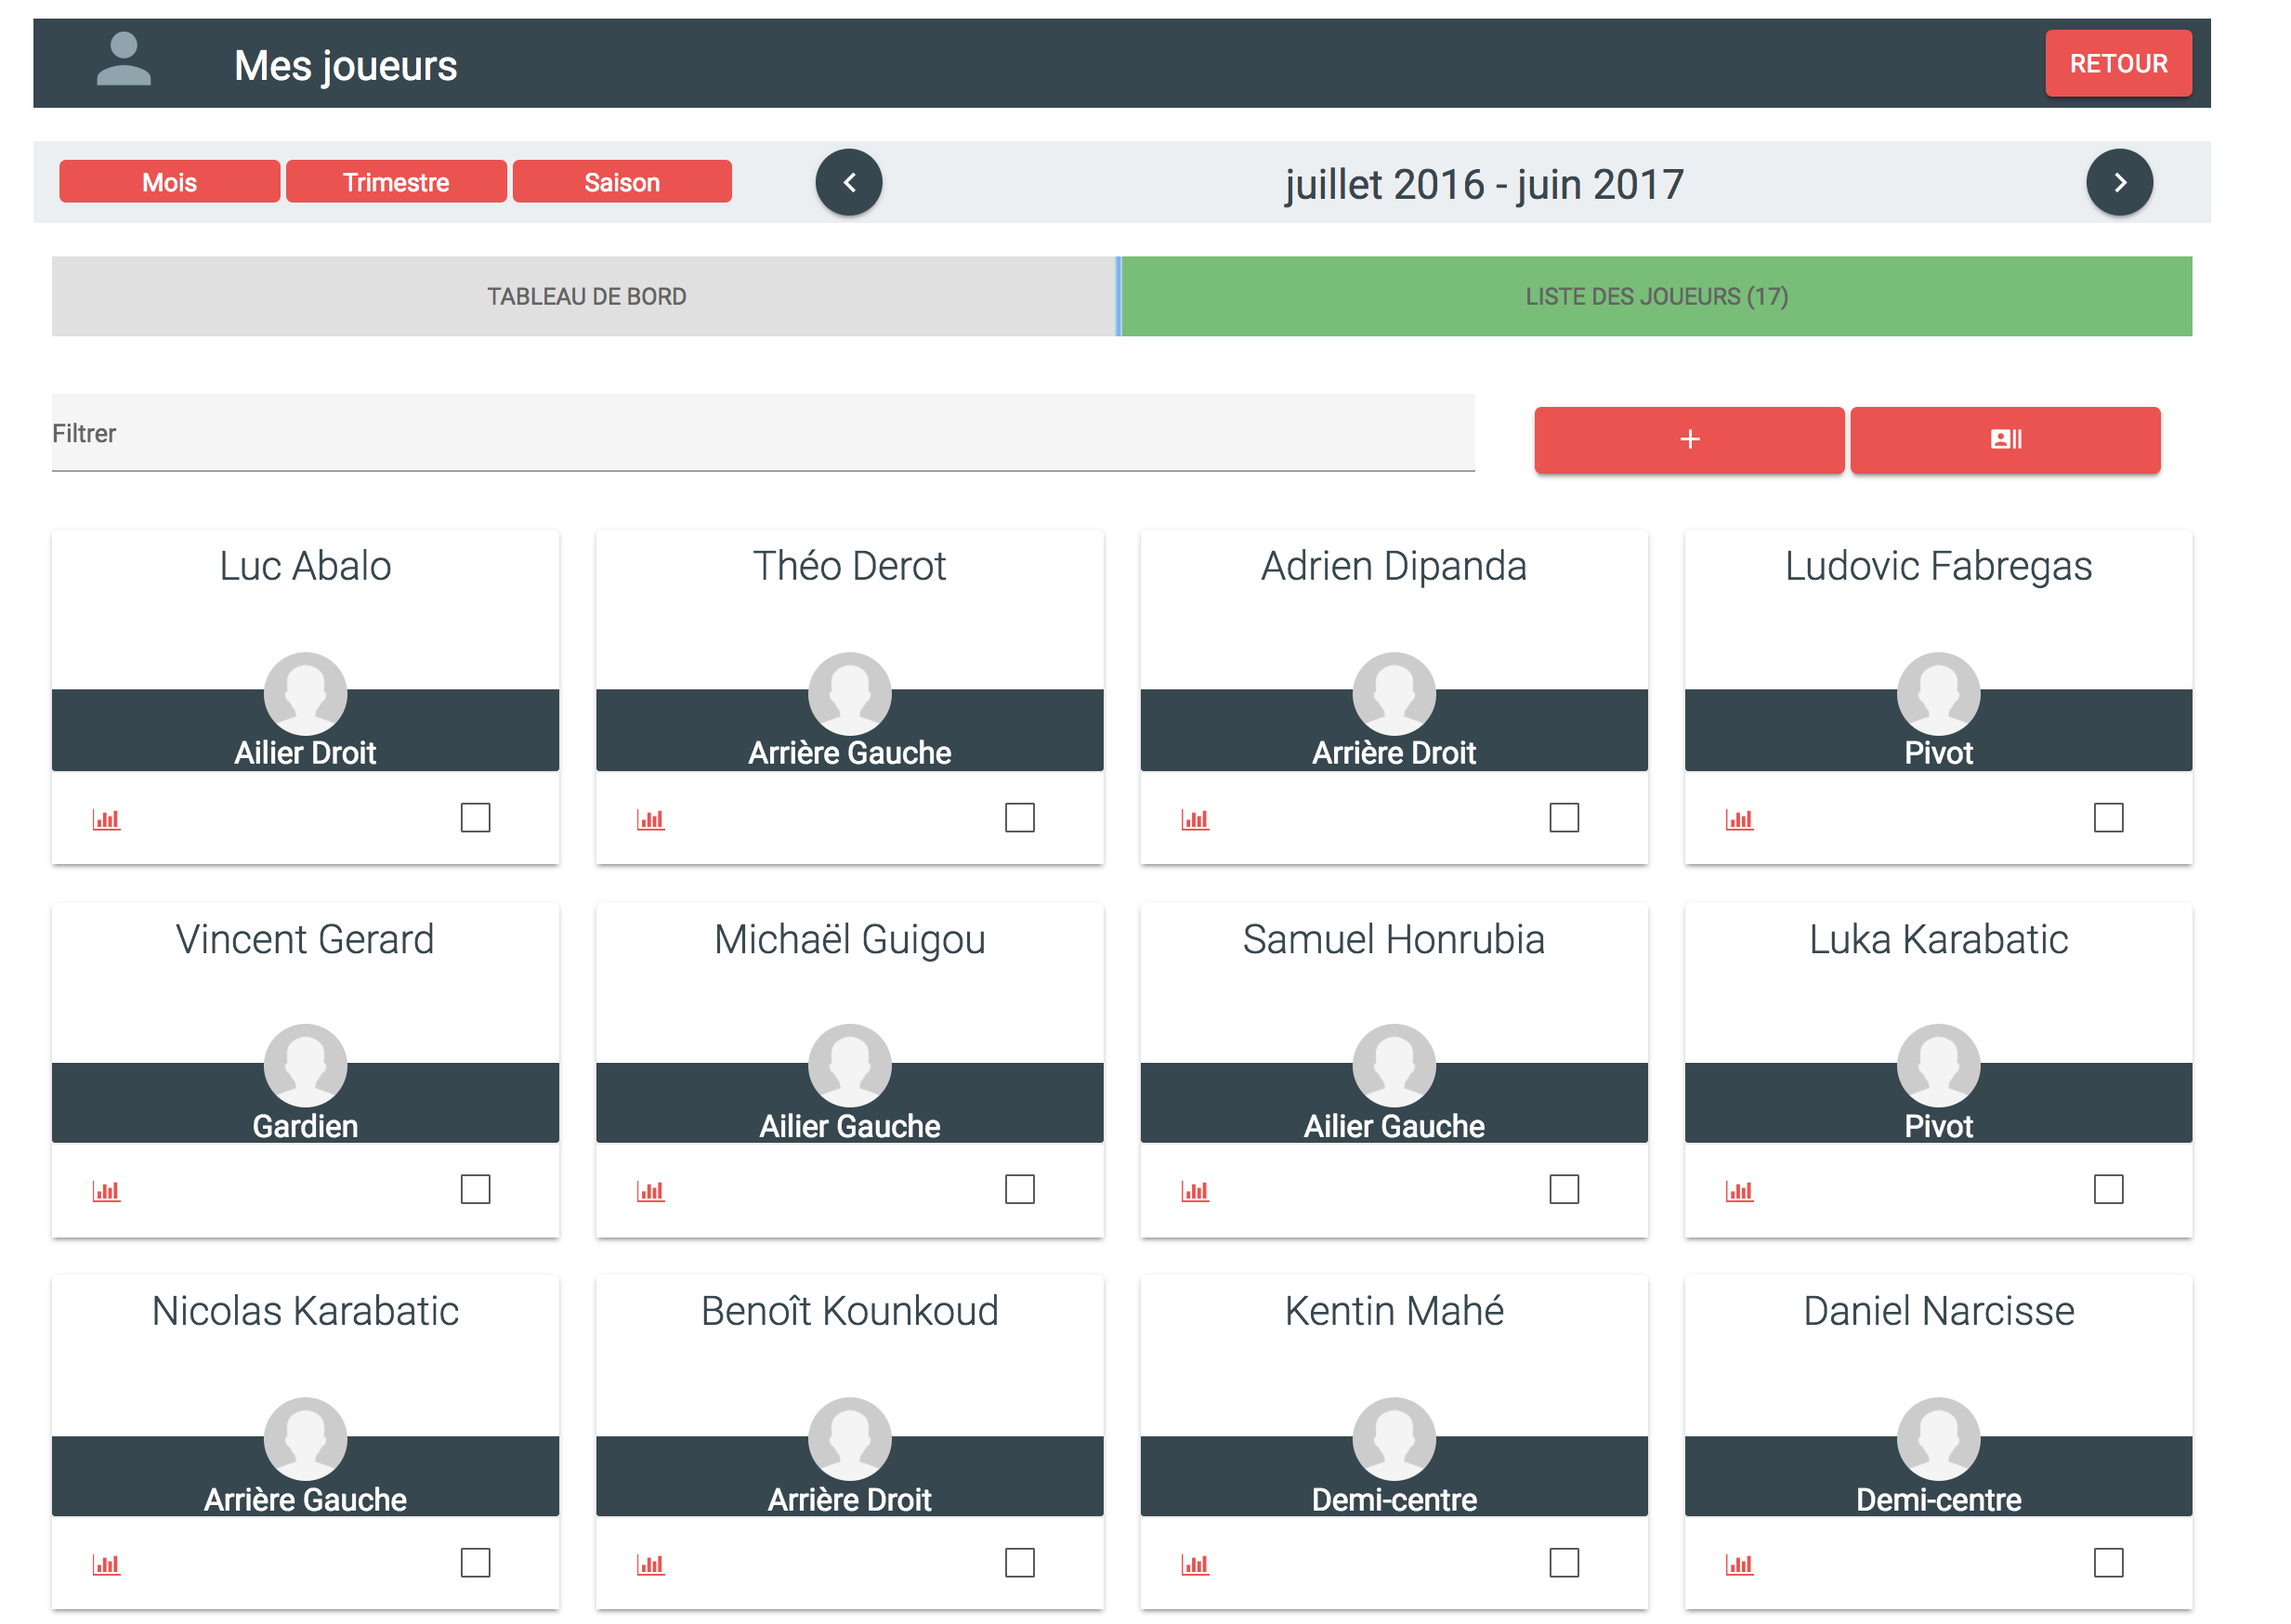 Mes joueurs
RETOUR
Mois
Trimestre
Saison
juillet 2016 - juin 2017
TABLEAU DE BORD
LISTE DES JOUEURS (17)
Filtrer
Luc Abalo
Ailier Droit
Théo Derot
Arrière Gauche
Adrien Dipanda
Arrière Droit
Ludovic Fabregas
Pivot
Vincent Gerard
Gardien
Michaël Guigou
Ailier Gauche
Samuel Honrubia
Ailier Gauche
Luka Karabatic
Pivot
Nicolas Karabatic
Arrière Gauche
Benoît Kounkoud
Arrière Droit
Kentin Mahé
Demi-centre
Daniel Narcisse
Demi-centre